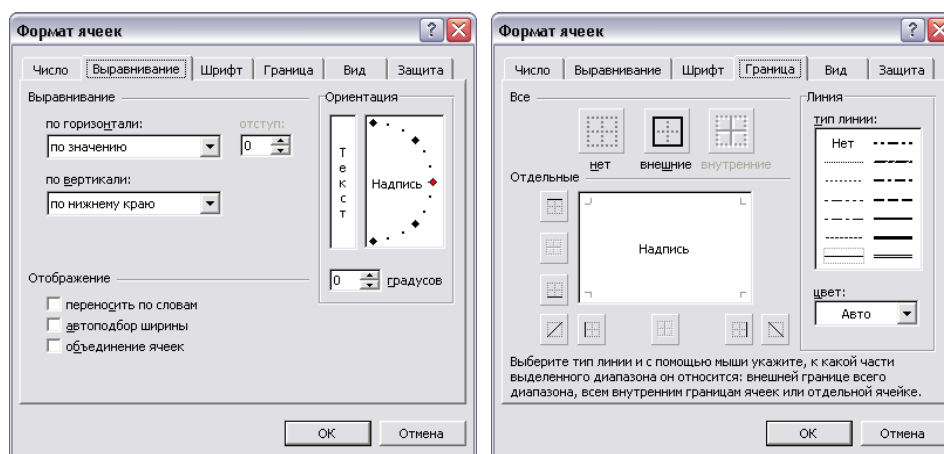 Формат ячеек
Число Выравнивание Шрифт Граница Вид Защита
Выравнивание
по горизонтали:
отступ:
по значению
0
по вертикали:
по нижнему краю
Ориентация
Текст
Надпись
0 градусов
Отображение
переносить по словам
автоподбор ширины
объединение ячеек
ОК Отмена
Формат ячеек
Число Выравнивание Шрифт Граница Вид Защита
Все
нет внешние внутренние
Отдельные
Надпись
Линия
тип линии:
Нет
цвет:
Авто
Выберите тип линии и с помощью мыши укажите, к какой части
выделенного диапазона он относится: внешней границе всего
диапазона, всем внутренним границам ячеек или отдельной ячейке.
ОК Отмена